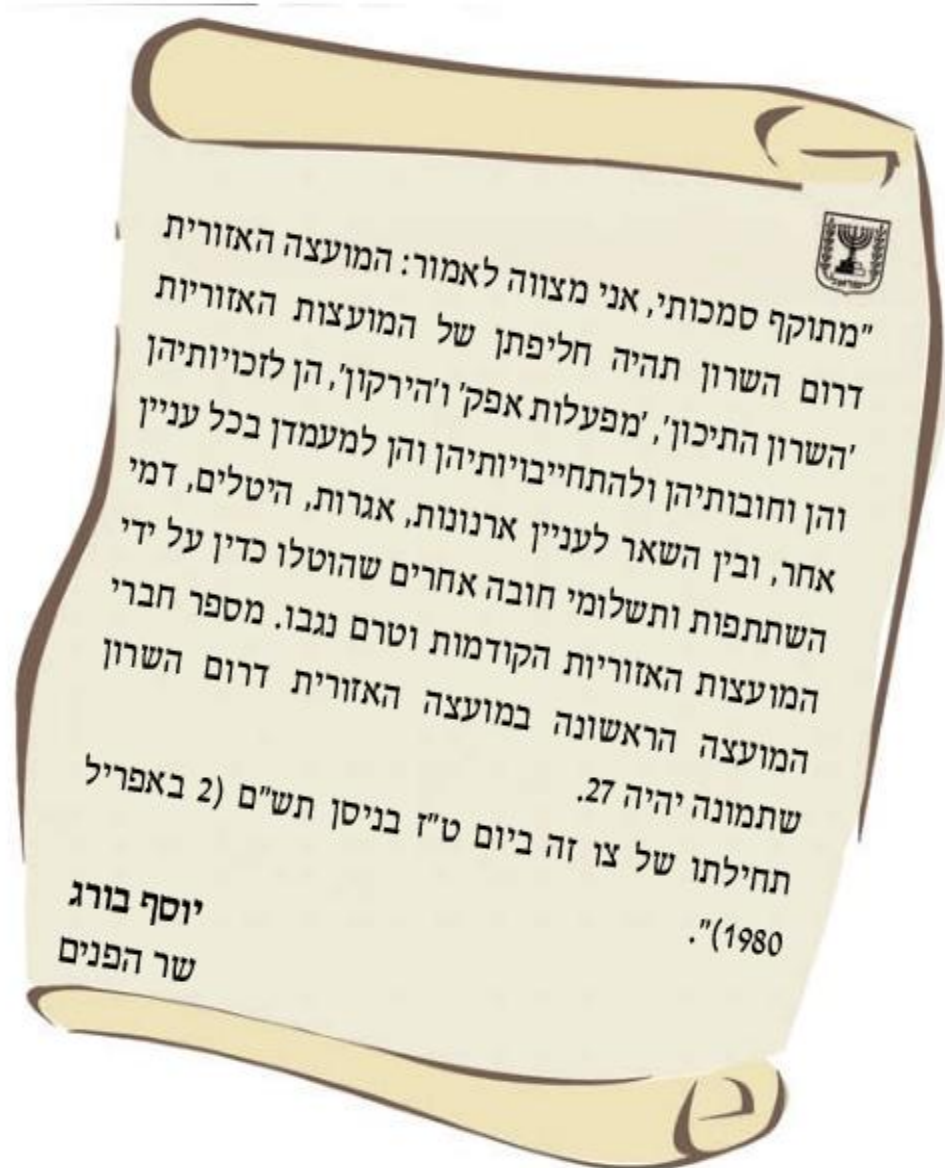 "מתוקף סמכותי, אני מצווה לאמור: המועצה האזורית
דרום השרון תהיה חליפתן של המועצות האזוריות
'השרון התיכון', 'מפעלות אפק' ו'הירקון', הן לזכויותיהן
והן וחובותיהן ולהתחייבויותיהן והן למעמדן בכל עניין
אחר, ובין השאר לעניין ארנונות, אגרות, היטלים, דמי
השתתפות ותשלומי חובה אחרים שהוטלו כדין על ידי
המועצות האזוריות הקודמות וטרם נגבו. מספר חברי
המועצה הראשונה במועצה האזורית דרום השרון
שתמונה יהיה 27.
תחילתו של צו זה ביום ט"ז בניסן תש"ם (2 באפריל
1980)".
יוסף בורג
שר הפנים